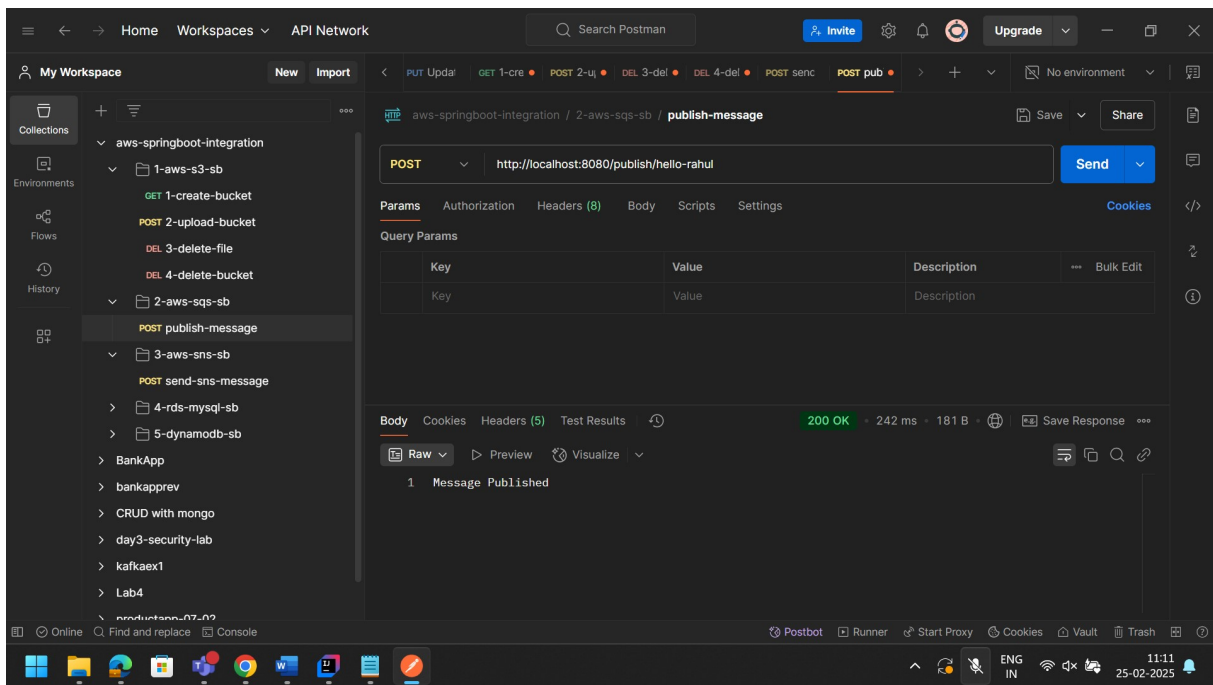 Home Workspaces API Network Search Postman Invite Upgrade
My Workspace New Import PUT Updat GET 1-cre POST 2-u DEL 3-del DEL 4-del POST senc POST pub No environment
Collections
Environments
Flows
History
aws-springboot-integration
1-aws-s3-sb
GET 1-create-bucket
POST 2-upload-bucket
DEL 3-delete-file
DEL 4-delete-bucket
2-aws-sqs-sb
POST publish-message
3-aws-sns-sb
POST send-sns-message
4-rds-mysql-sb
5-dynamodb-sb
BankApp
bankapprev
CRUD with mongo
day3-security-lab
kafkaex1
Lab4
productapp-07-02
HTTP aws-springboot-integration / 2-aws-sqs-sb / publish-message Save Share
POST http://localhost:8080/publish/hello-rahul Send
Params Authorization Headers (8) Body Scripts Settings Cookies
Query Params
Key Value Description Bulk Edit
Key Value Description
Body Cookies Headers (5) Test Results 200 OK 242 ms 181 B e.g. Save Response
Raw Preview Visualize
1 Message Published
Online Find and replace Console Postbot Runner Start Proxy Cookies Vault Trash
ENG 11:11
IN 25-02-2025